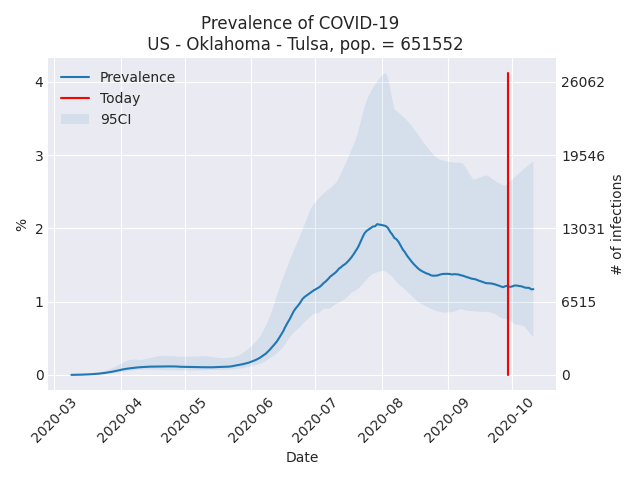 Prevalence of COVID-19
US - Oklahoma - Tulsa, pop. = 651552
Prevalence
Today
95CI
4
3
2
1
0
%
26062
19546
13031
6515
0
# of infections
2020-03
2020-04
2020-05
2020-06
2020-07
2020-08
2020-09
2020-10
Date